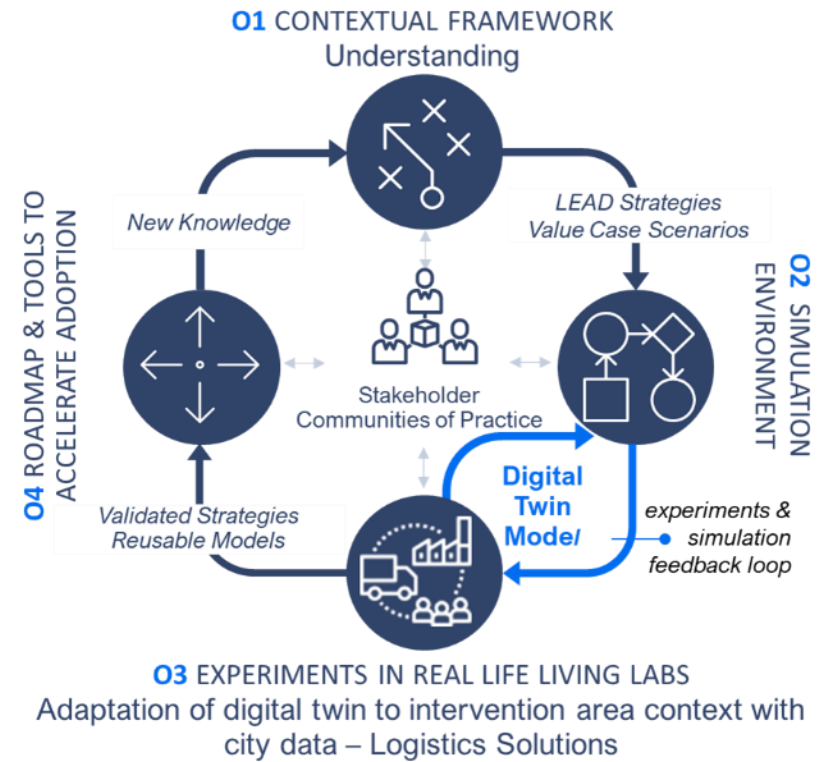 O1 CONTEXTUAL FRAMEWORK
Understanding
New Knowledge
LEAD Strategies
Value Case Scenarios
O2 SIMULATION
ENVIRONMENT
O4 ROADMAP & TOOLS TO
ACCELERATE ADOPTION
Stakeholder
Communities of Practice
Digital
Twin
Model
experiments &
simulation
feedback loop
Validated Strategies
Reusable Models
O3 EXPERIMENTS IN REAL LIFE LIVING LABS
Adaptation of digital twin to intervention area context with
city data – Logistics Solutions